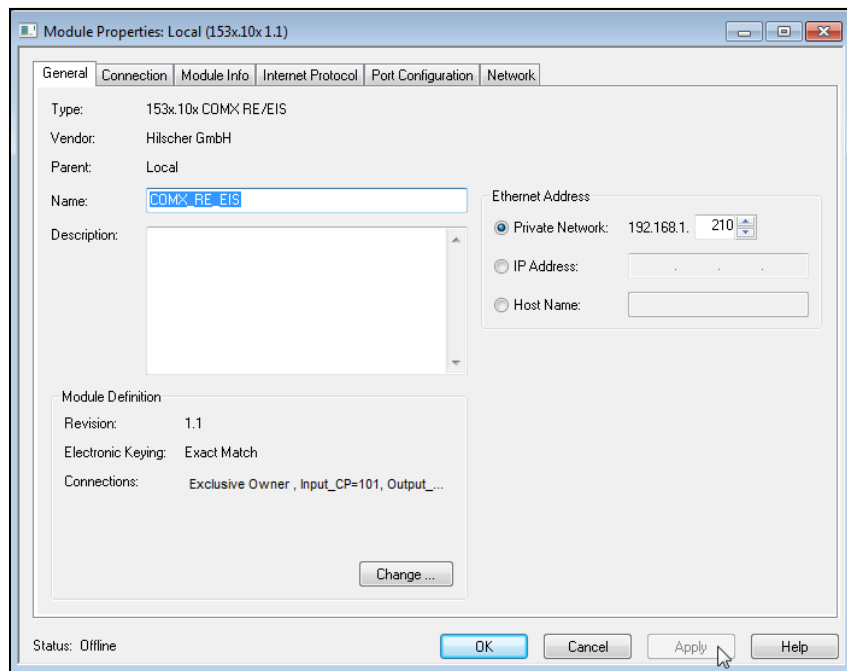 Module Properties: Local (153x.10x 1.1)
General Connection Module Info Internet Protocol Port Configuration Network
Type: 153x.10x COMX RE/EIS
Vendor: Hilscher GmbH
Parent: Local
Name: COMX_RE_EIS
Description:
Ethernet Address
Private Network: 192.168.1. 210
IP Address: . . .
Host Name:
Module Definition
Revision: 1.1
Electronic Keying: Exact Match
Connections: Exclusive Owner , Input_CP=101, Output_...
Change ...
Status: Offline
OK Cancel Apply Help